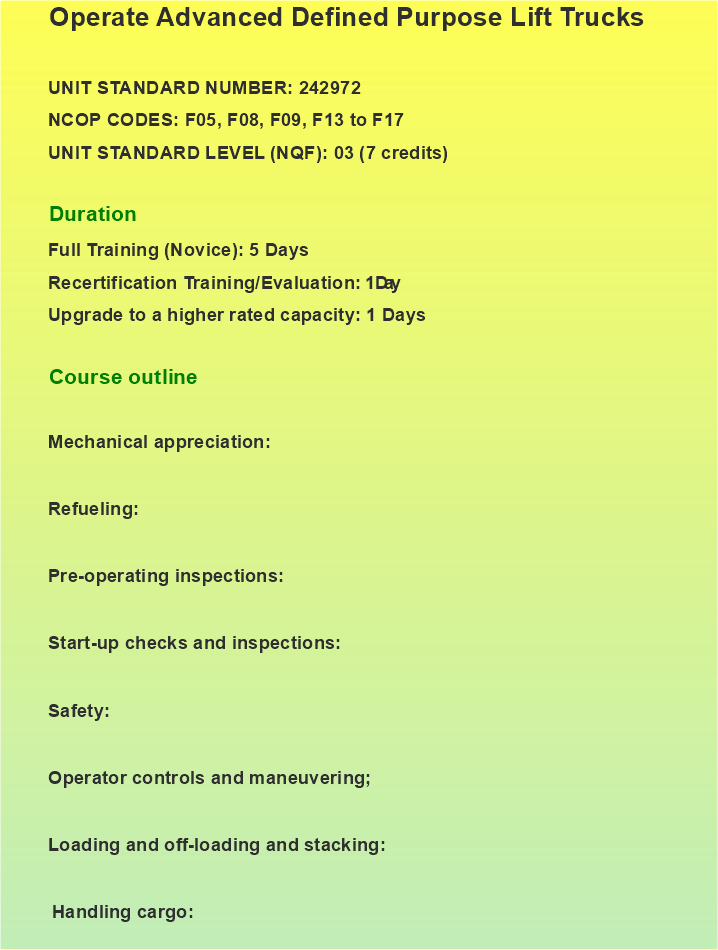 Operate Advanced Defined Purpose Lift Trucks
UNIT STANDARD NUMBER: 242972
NCOP CODES: F05, F08, F09, F13 to F17
UNIT STANDARD LEVEL (NQF): 03 (7 credits)
Duration
Full Training (Novice): 5 Days
Recertification Training/Evaluation: 1Day
Upgrade to a higher rated capacity: 1 Days
Course outline
Mechanical appreciation:
Refueling:
Pre-operating inspections:
Start-up checks and inspections:
Safety:
Operator controls and maneuvering;
Loading and off-loading and stacking:
Handling cargo: